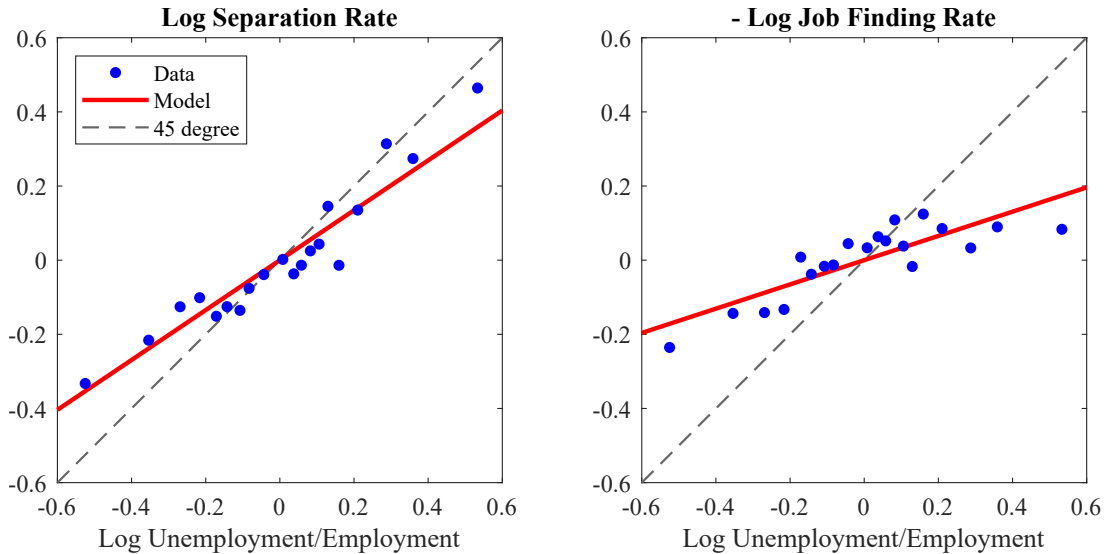 Log Separation Rate
0.6
0.4
0.2
0
-0.2
-0.4
-0.6
Data
Model
45 degree
-0.6 -0.4 -0.2 0 0.2 0.4 0.6
Log Unemployment/Employment
- Log Job Finding Rate
0.6
0.4
0.2
0
-0.2
-0.4
-0.6
-0.6 -0.4 -0.2 0 0.2 0.4 0.6
Log Unemployment/Employment